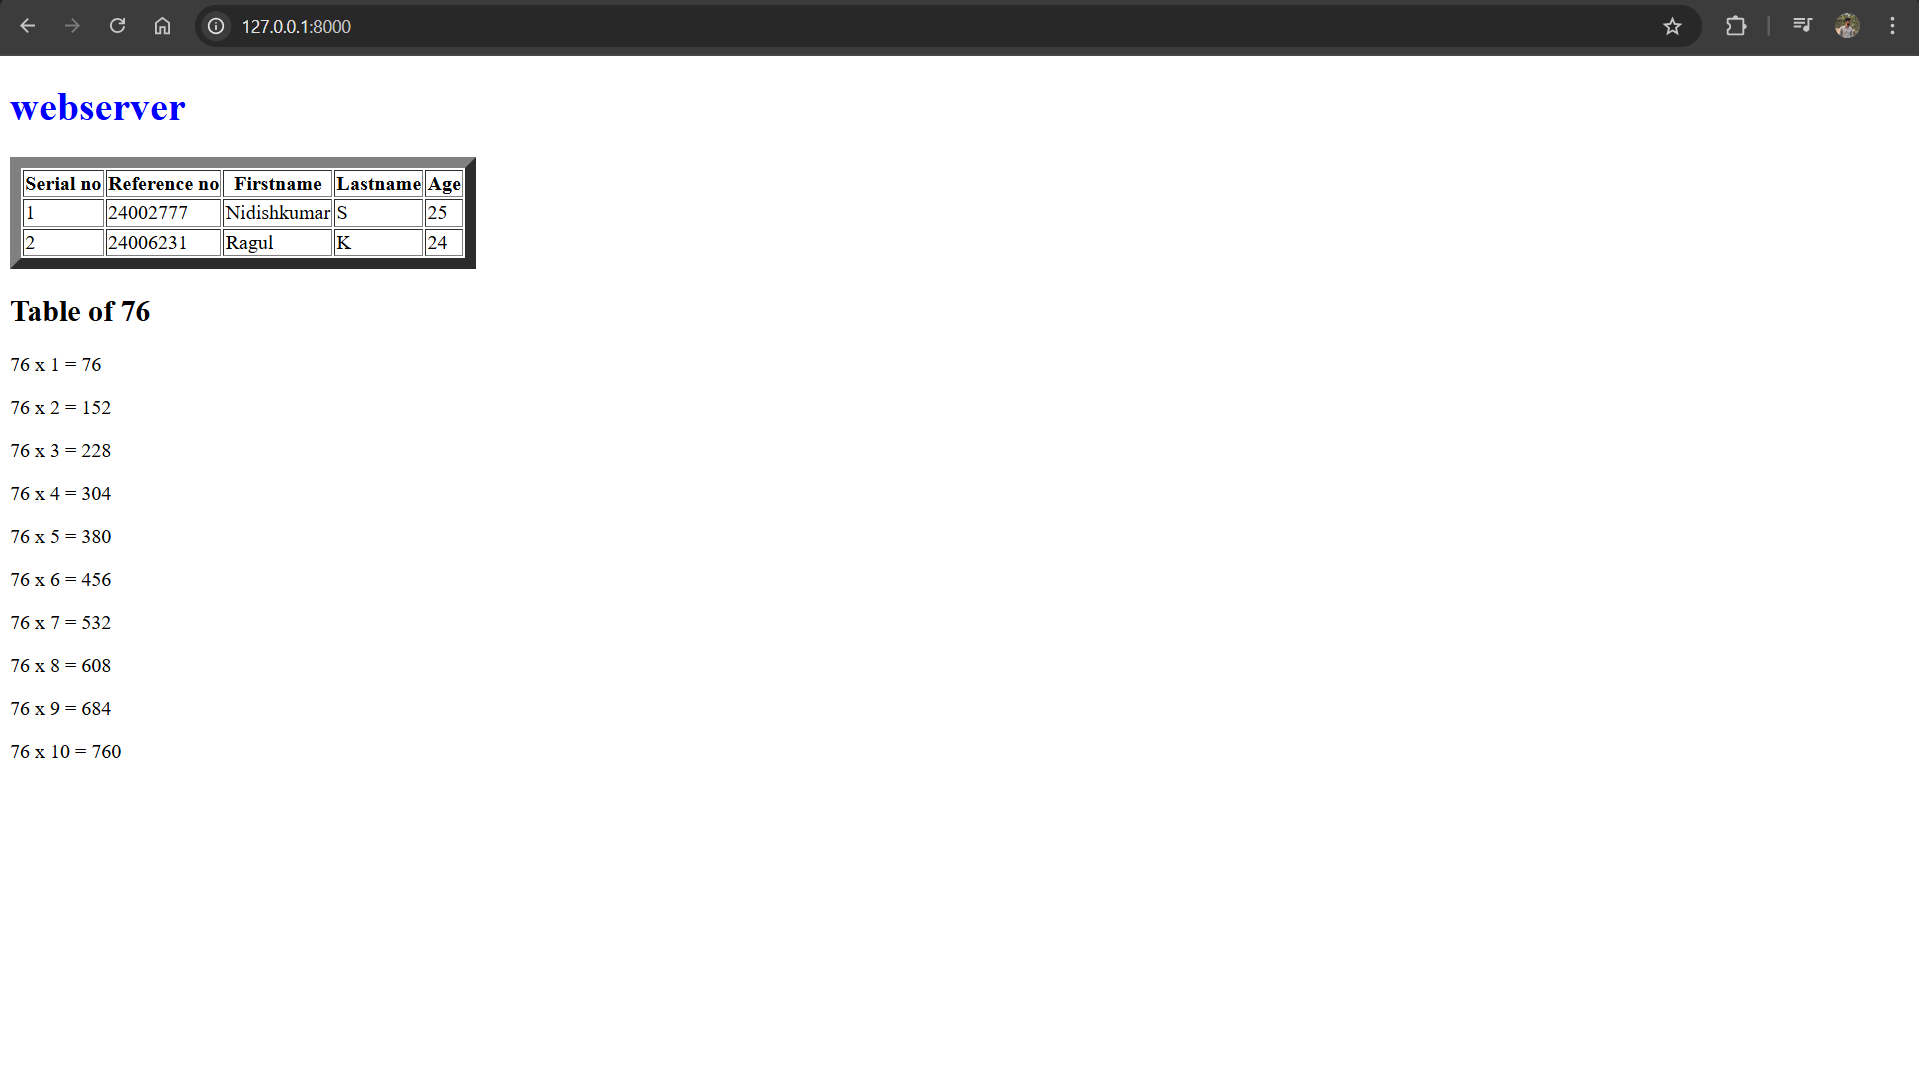 127.0.0.1:8000
webserver
Serial no Reference no Firstname Lastname Age
1 24002777 Nidishkumar S 25
2 24006231 Ragul K 24
Table of 76
76 x 1 = 76
76 x 2 = 152
76 x 3 = 228
76 x 4 = 304
76 x 5 = 380
76 x 6 = 456
76 x 7 = 532
76 x 8 = 608
76 x 9 = 684
76 x 10 = 760